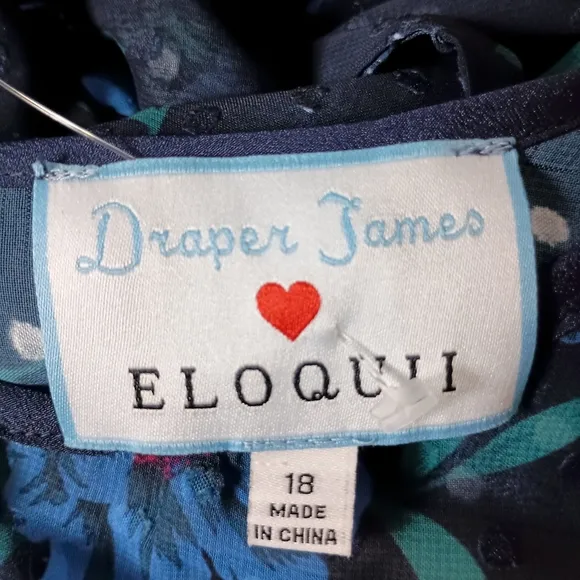 Draper James
ELOQUII
18
MADE
IN CHINA